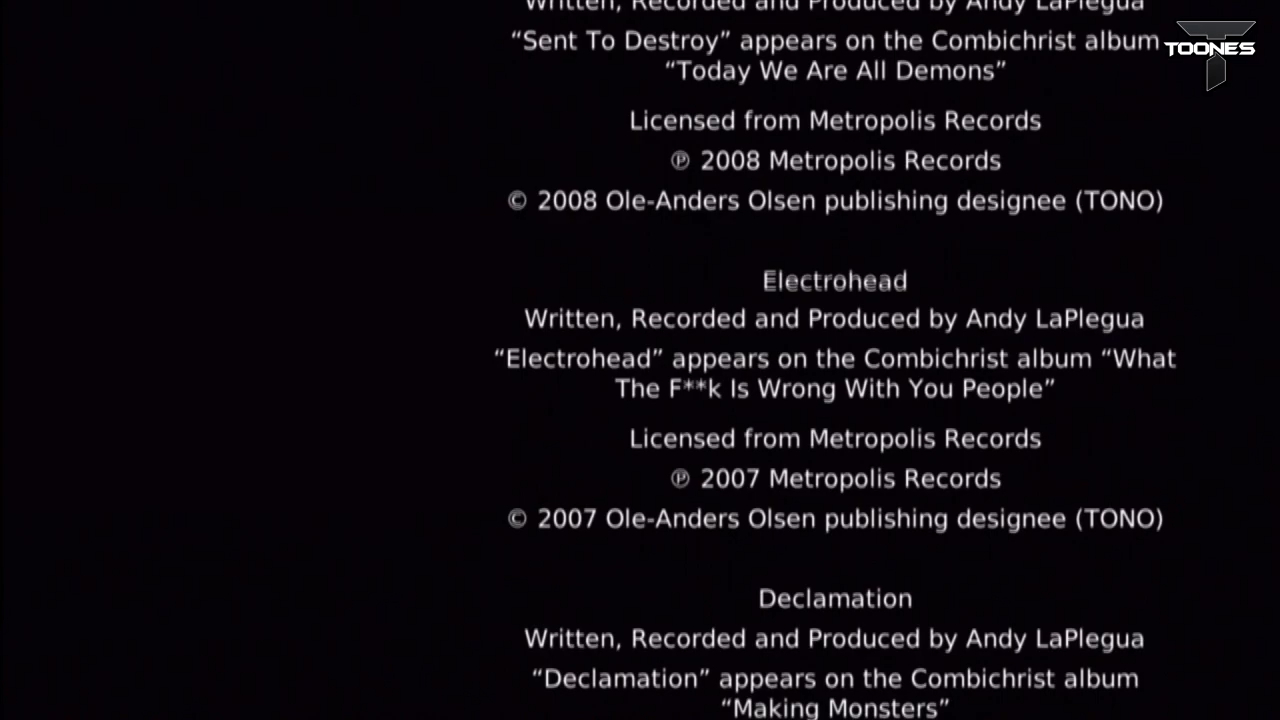 Written, Recorded and Produced by Andy LaPlegua
“Sent To Destroy” appears on the Combichrist album
“Today We Are All Demons”
TOONES
Licensed from Metropolis Records
℗ 2008 Metropolis Records
© 2008 Ole-Anders Olsen publishing designee (TONO)
Electrohead
Written, Recorded and Produced by Andy LaPlegua
“Electrohead” appears on the Combichrist album “What
The F**k Is Wrong With You People”
Licensed from Metropolis Records
℗ 2007 Metropolis Records
© 2007 Ole-Anders Olsen publishing designee (TONO)
Declamation
Written, Recorded and Produced by Andy LaPlegua
“Declamation” appears on the Combichrist album
“Making Monsters”